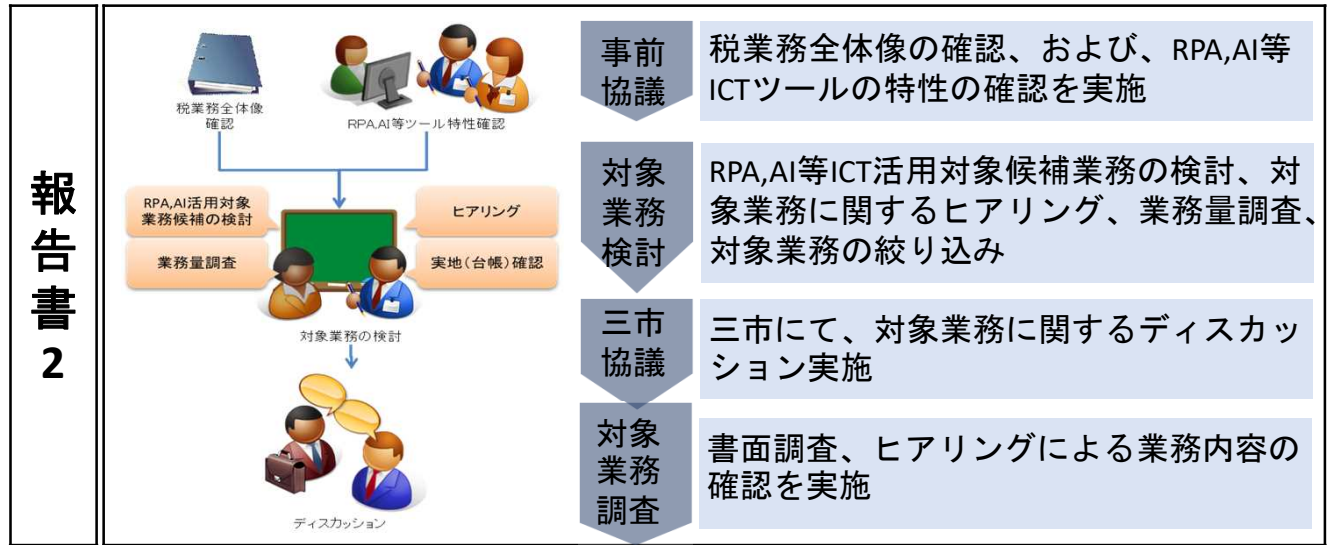 報
告
書
2
税業務全体像
確認
RPA,AI等ツール特性確認
RPA,AI活用対象
業務候補の検討
ヒアリング
業務量調査
実地(台帳)確認
対象業務の検討
ディスカッション
事前
協議
税業務全体像の確認、および、RPA,AI等
ICTツールの特性の確認を実施
対象
業務
検討
RPA,AI等ICT活用対象候補業務の検討、対
象業務に関するヒアリング、業務量調査、
対象業務の絞り込み
三市
協議
三市にて、対象業務に関するディスカッ
ション実施
対象
業務
調査
書面調査、ヒアリングによる業務内容の
確認を実施